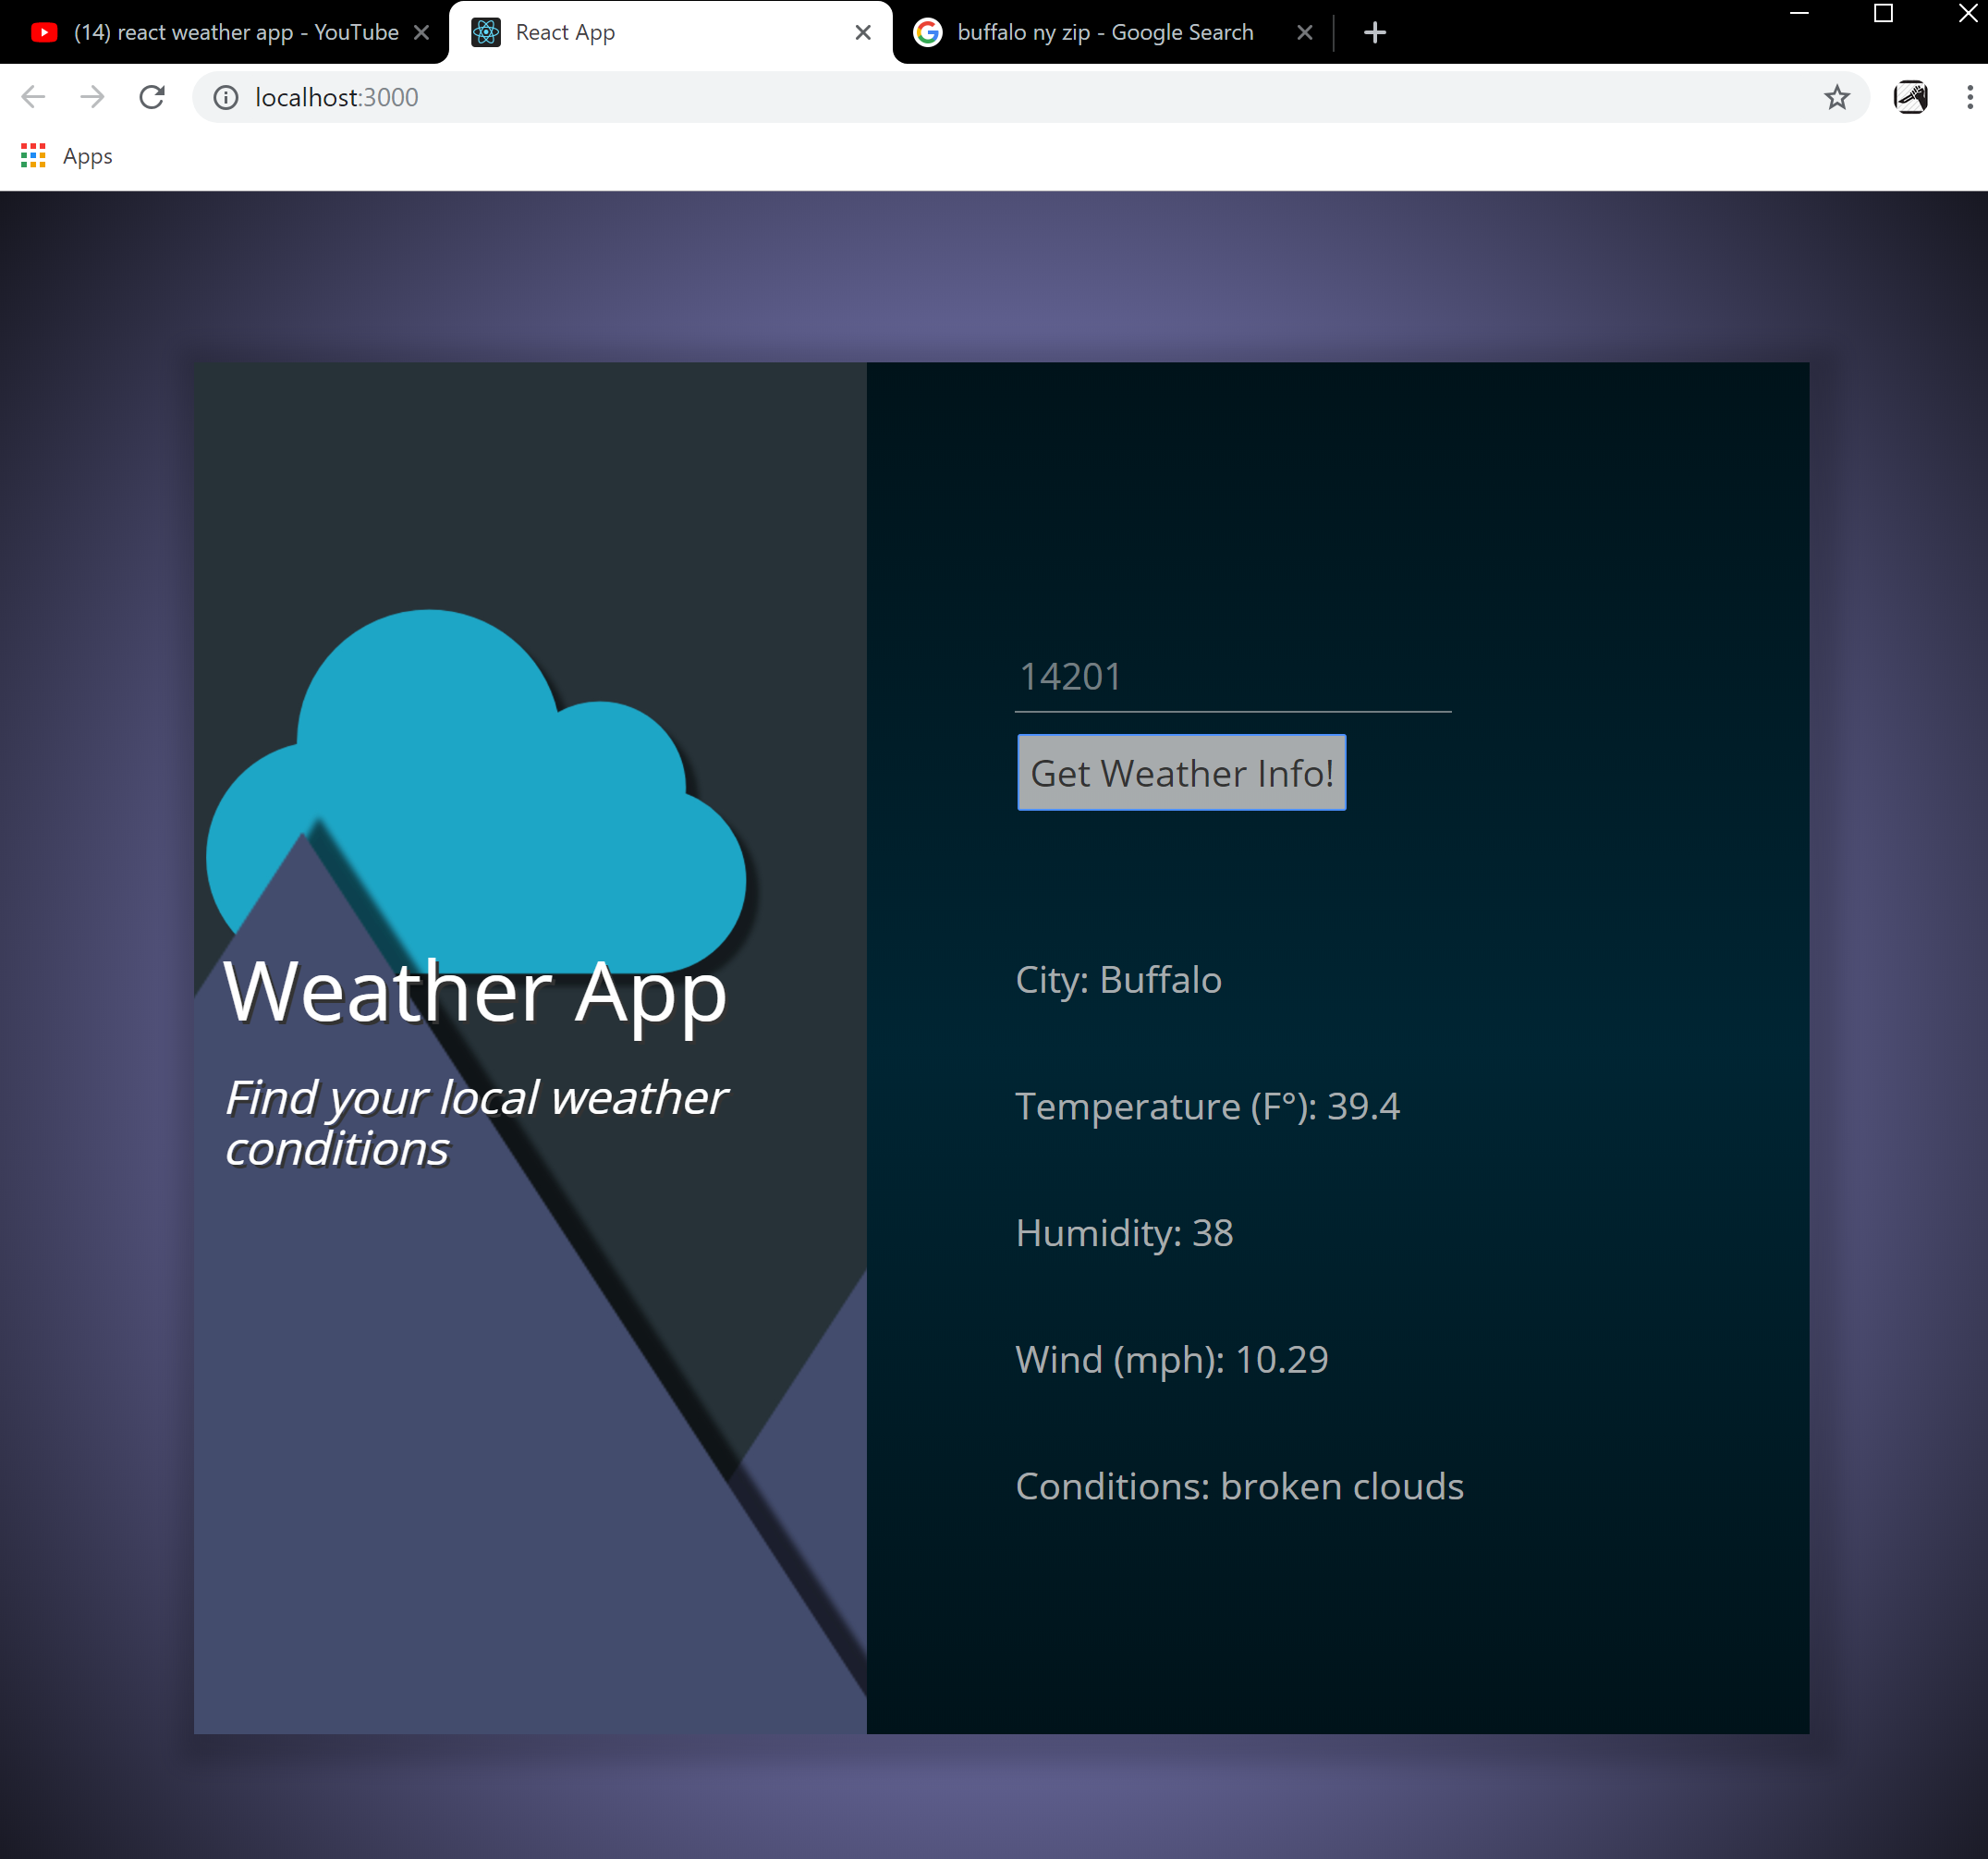 (14) react weather app - YouTube
React App
buffalo ny zip - Google Search
localhost:3000
Apps
Weather App
Find your local weather
conditions
14201
Get Weather Info!
City: Buffalo
Temperature (F°): 39.4
Humidity: 38
Wind (mph): 10.29
Conditions: broken clouds